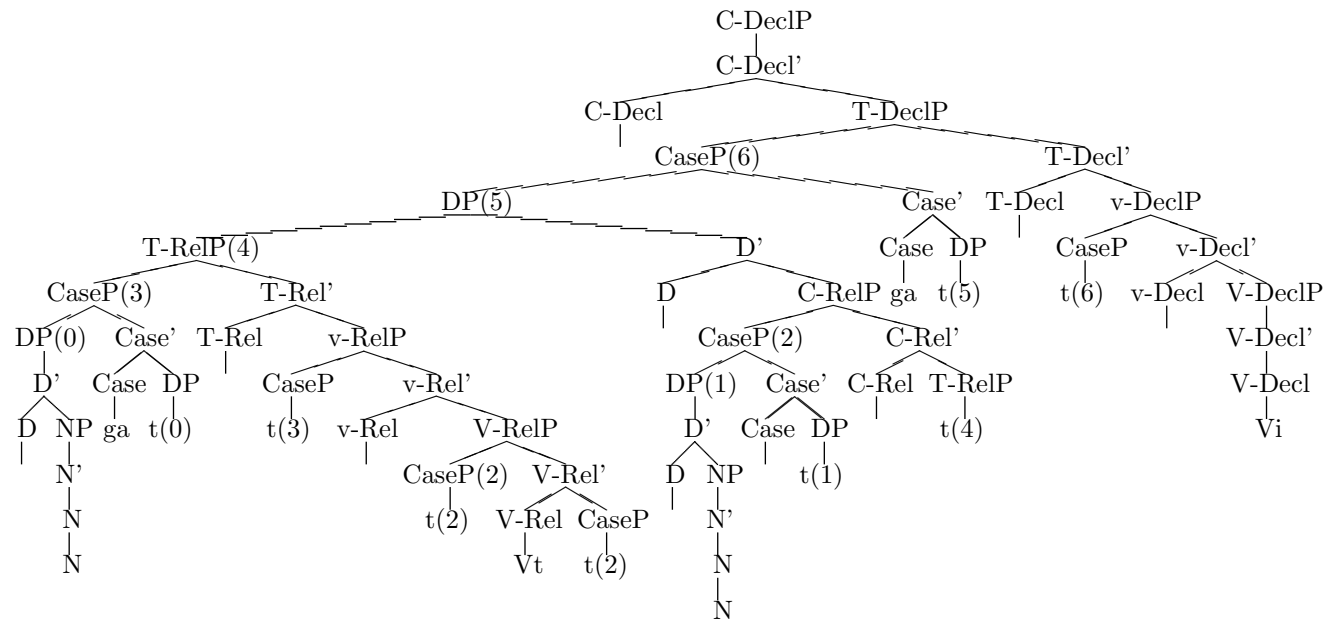 C-DeclP
C-Decl'
C-Decl T-DeclP
CaseP(6) T-Decl'
DP(5) Case' T-Decl v-DeclP
T-RelP(4) D' Case DP CaseP v-Decl'
CaseP(3) T-Rel' D C-RelP ga t(5) t(6) v-Decl V-DeclP
DP(0) Case' T-Rel v-RelP CaseP(2) C-Rel' V-Decl'
D' Case DP CaseP v-Rel' DP(1) Case' C-Rel T-RelP V-Decl
D NP ga t(0) t(3) v-Rel V-RelP D' Case DP t(4) Vi
N' CaseP(2) V-Rel' D NP t(1)
N t(2) V-Rel CaseP N'
N Vt t(2) N
N